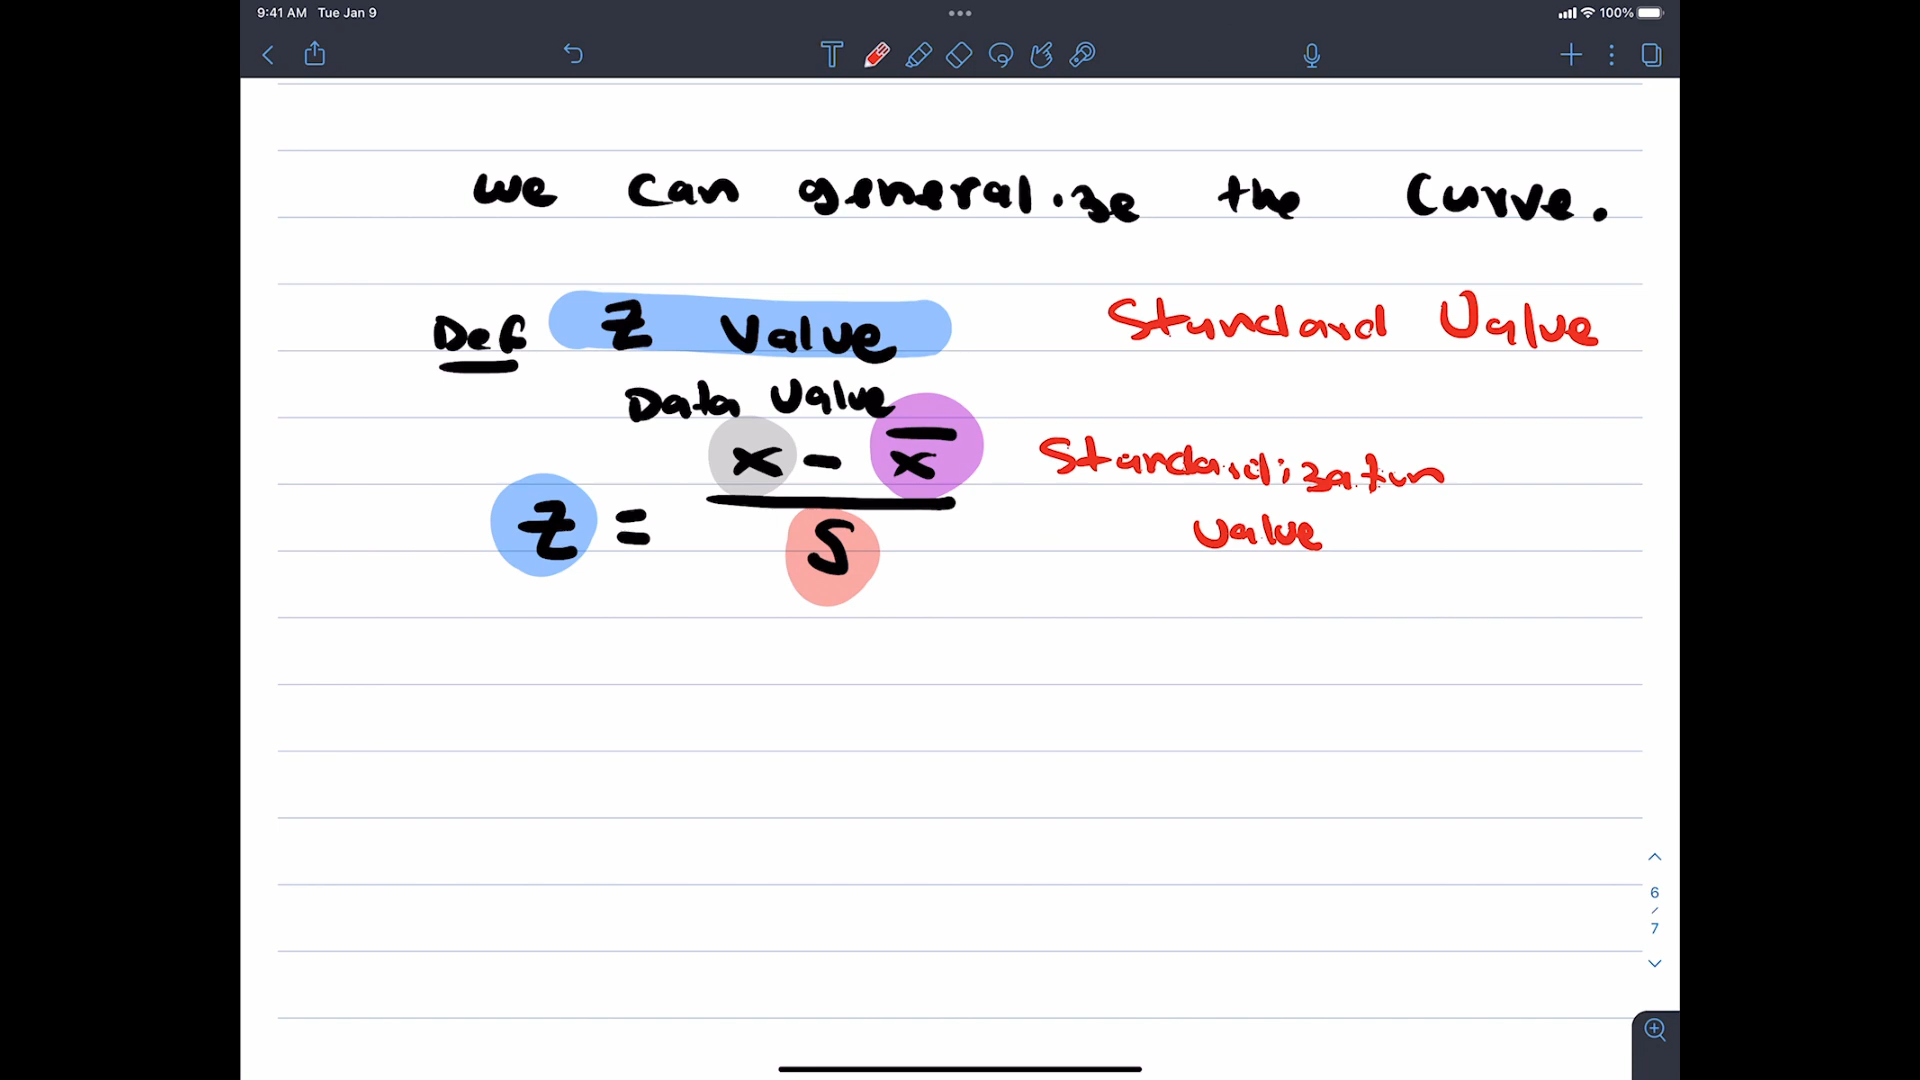 9:41 AM Tue Jan 9
100%
we can generalize the curve.
Def Z Value
Standard Value
Data Value
z = x - x̄ / S
Standardization
Value
6
/
7